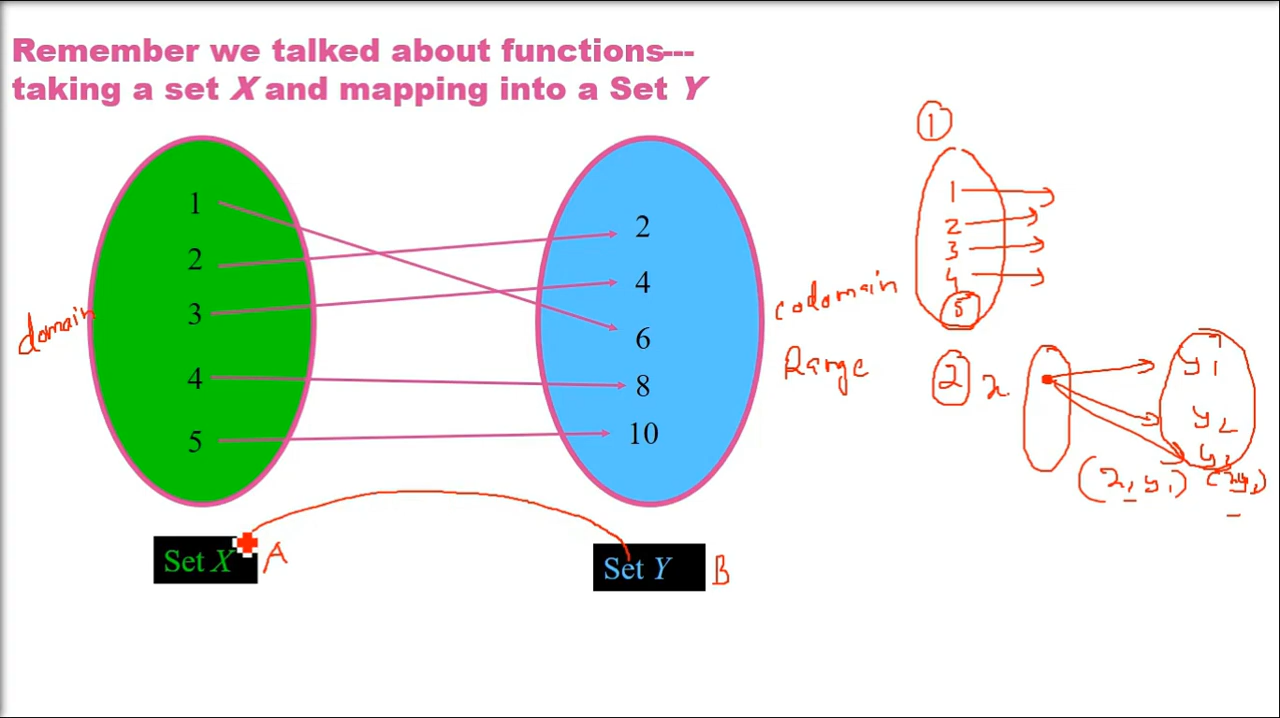 Remember we talked about functions---
taking a set X and mapping into a Set Y
1
2
3
4
5
domain
Set X
A
2
4
6
8
10
codomain
Range
Set Y
B
1
1
2
3
4
5
2 x
y1
y2
y3